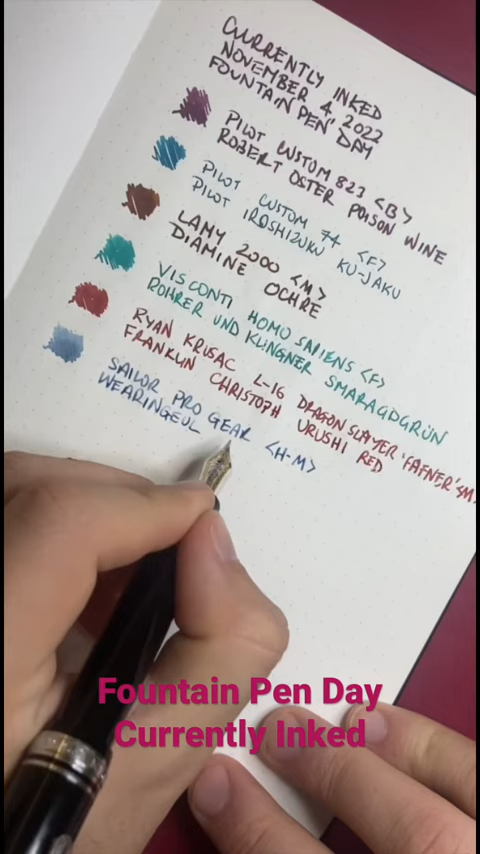 CURRENTLY INKED
NOVEMBER 4, 2022
FOUNTAIN PEN DAY
PILOT CUSTOM 823 <B>
ROBERT OSTER POISON WINE
PILOT CUSTOM 74 <F>
PILOT IROSHIZUKU KU-JAKU
LAMY 2000 <M>
DIAMINE OCHRE
VISCONTI HOMO SAPIENS <F>
ROHRER UND KLINGNER SMARAGDGRÜN
RYAN KRUSAC L-16 DRAGONSLAYER 'FAFNER' <M>
FRANKLIN CHRISTOPH URUSHI RED
SAILOR PRO GEAR <H-M>
WEARINGEUL
Fountain Pen Day
Currently Inked